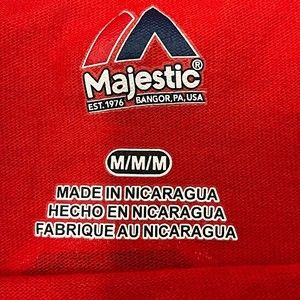 Majestic®
EST. 1976 BANGOR, PA, USA
M/M/M
MADE IN NICARAGUA
HECHO EN NICARAGUA
FABRIQUE AU NICARAGUA